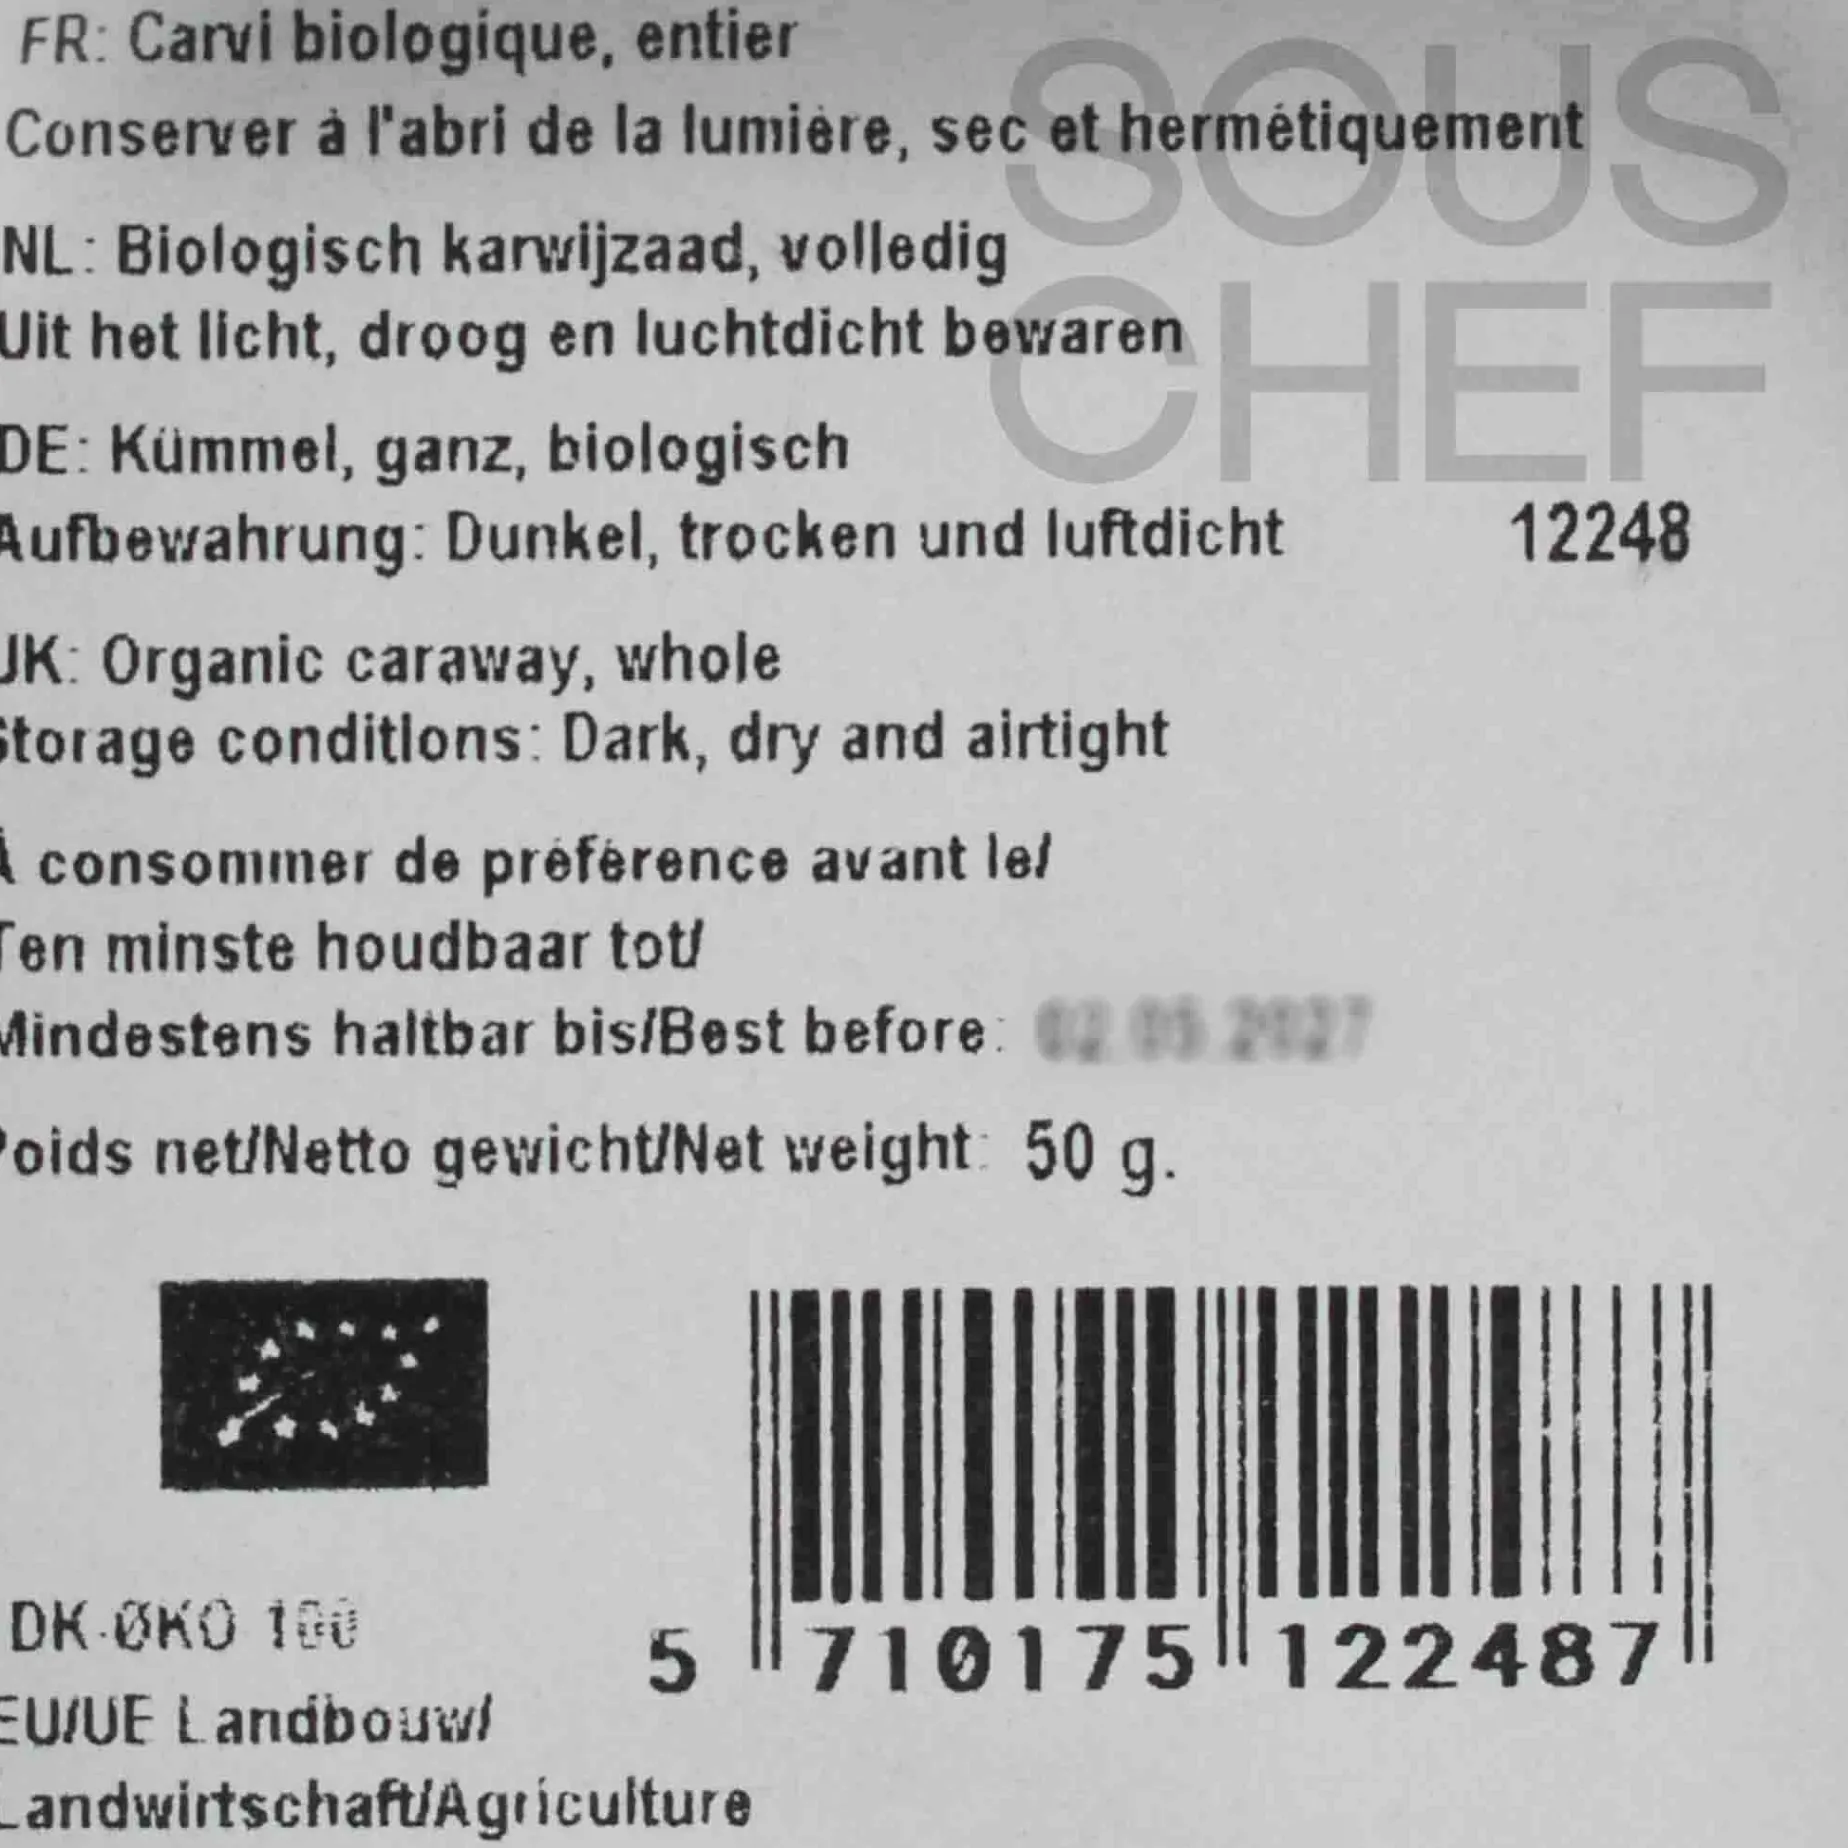 FR: Carvi biologique, entier
Conserver à l'abri de la lumière, sec et hermétiquement
NL: Biologisch karwijzaad, volledig
Uit het licht, droog en luchtdicht bewaren
DE: Kümmel, ganz, biologisch
Aufbewahrung: Dunkel, trocken und luftdicht
12248
UK: Organic caraway, whole
Storage conditions: Dark, dry and airtight
À consommer de préférence avant le/
Ten minste houdbaar tot/
Mindestens haltbar bis/Best before:
Poids net/Netto gewicht/Net weight: 50 g.
DK-ØKO 100
EU/UE Landbouw/
Landwirtschaft/Agriculture
5 710175 122487
SOUS
CHEF